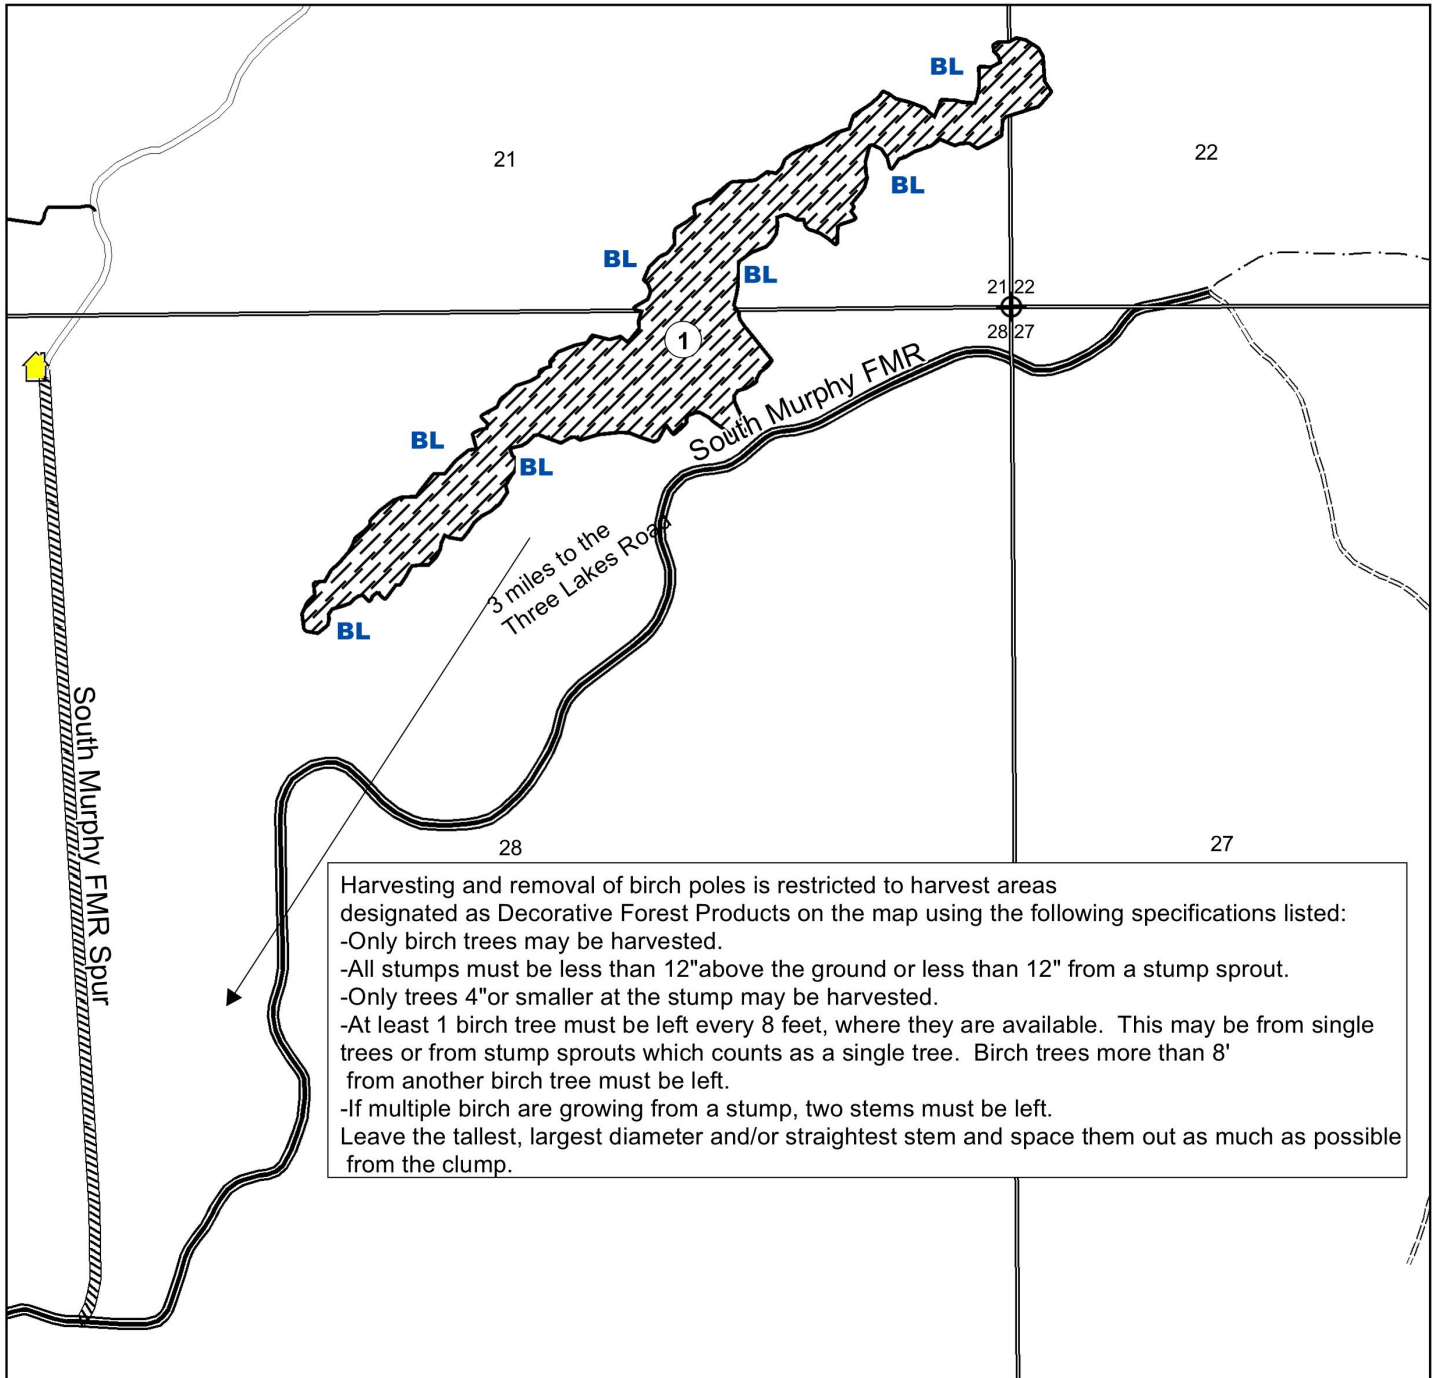 BL
21
22
BL
BL
BL
21 22
28 27
1
South Murphy FMR
BL
BL
3 miles to the
Three Lakes Road
BL
South Murphy FMR Spur
28
27
Harvesting and removal of birch poles is restricted to harvest areas
designated as Decorative Forest Products on the map using the following specifications listed:
-Only birch trees may be harvested.
-All stumps must be less than 12"above the ground or less than 12" from a stump sprout.
-Only trees 4"or smaller at the stump may be harvested.
-At least 1 birch tree must be left every 8 feet, where they are available.  This may be from single
trees or from stump sprouts which counts as a single tree.  Birch trees more than 8'
from another birch tree must be left.
-If multiple birch are growing from a stump, two stems must be left.
Leave the tallest, largest diameter and/or straightest stem and space them out as much as possible
from the clump.